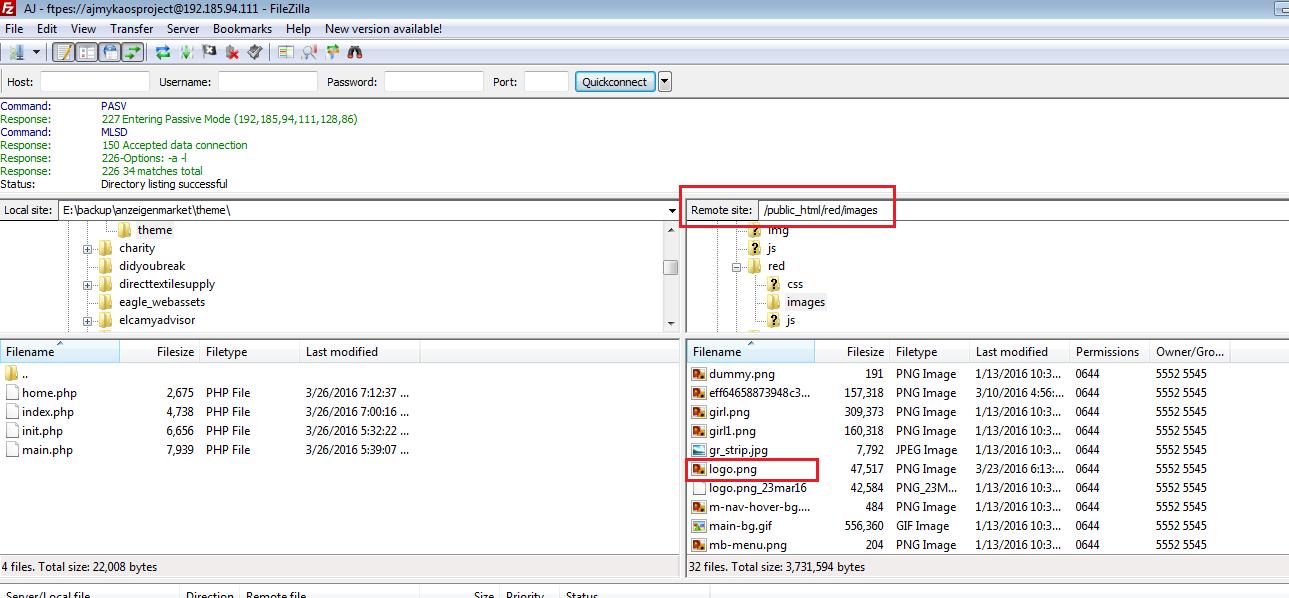 AJ - ftpes://ajmykaosproject@192.185.94.111 - FileZilla
File Edit View Transfer Server Bookmarks Help New version available!
Host: Username: Password: Port: Quickconnect
Command: PASV
Response: 227 Entering Passive Mode (192,185,94,111,128,86)
Command: MLSD
Response: 150 Accepted data connection
Response: 226-Options: -a -l
Response: 226 34 matches total
Status: Directory listing successful
Local site: E:\backup\anzeigenmarket\theme\
theme
charity
didyoubreak
directtextilesupply
eagle_webassets
elcamyadvisor
Filename Filesize Filetype Last modified
..
home.php 2,675 PHP File 3/26/2016 7:12:37 ...
index.php 4,738 PHP File 3/26/2016 7:00:16 ...
init.php 6,656 PHP File 3/26/2016 5:32:22 ...
main.php 7,939 PHP File 3/26/2016 5:39:07 ...
4 files. Total size: 22,008 bytes
Remote site: /public_html/red/images
img
js
red
css
images
js
Filename Filesize Filetype Last modified Permissions Owner/Gro...
dummy.png 191 PNG Image 1/13/2016 10:3... 0644 5552 5545
eff64658873948c3... 157,318 PNG Image 3/10/2016 4:56:... 0644 5552 5545
girl.png 309,373 PNG Image 1/13/2016 10:3... 0644 5552 5545
girl1.png 160,318 PNG Image 1/13/2016 10:3... 0644 5552 5545
gr_strip.jpg 7,792 JPEG Image 1/13/2016 10:3... 0644 5552 5545
logo.png 47,517 PNG Image 3/23/2016 6:13:... 0644 5552 5545
logo.png_23mar16 42,584 PNG_23M... 1/13/2016 10:3... 0644 5552 5545
m-nav-hover-bg.... 484 PNG Image 1/13/2016 10:3... 0644 5552 5545
main-bg.gif 556,360 GIF Image 1/13/2016 10:3... 0644 5552 5545
mb-menu.png 204 PNG Image 1/13/2016 10:3... 0644 5552 5545
32 files. Total size: 3,731,594 bytes
Server/Local file Direction Remote file Size Priority Status